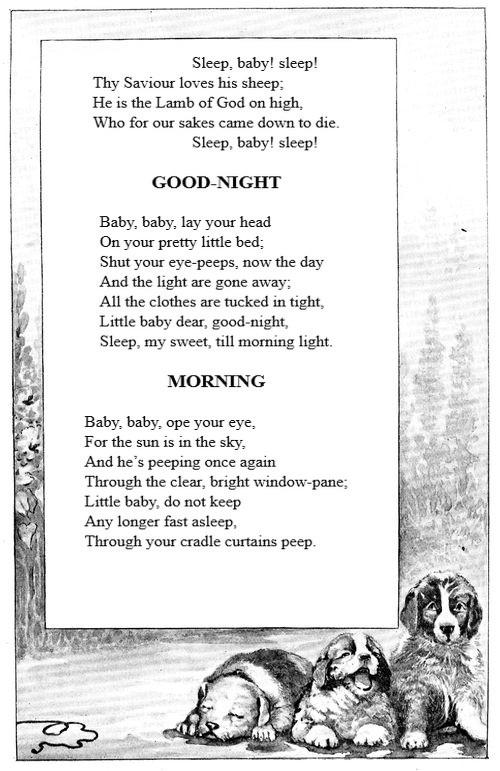 Sleep, baby! sleep!
Thy Saviour loves his sheep;
He is the Lamb of God on high,
Who for our sakes came down to die.
Sleep, baby! sleep!
GOOD-NIGHT
Baby, baby, lay your head
On your pretty little bed;
Shut your eye-peeps, now the day
And the light are gone away;
All the clothes are tucked in tight,
Little baby dear, good-night,
Sleep, my sweet, till morning light.
MORNING
Baby, baby, ope your eye,
For the sun is in the sky,
And he’s peeping once again
Through the clear, bright window-pane;
Little baby, do not keep
Any longer fast asleep,
Through your cradle curtains peep.